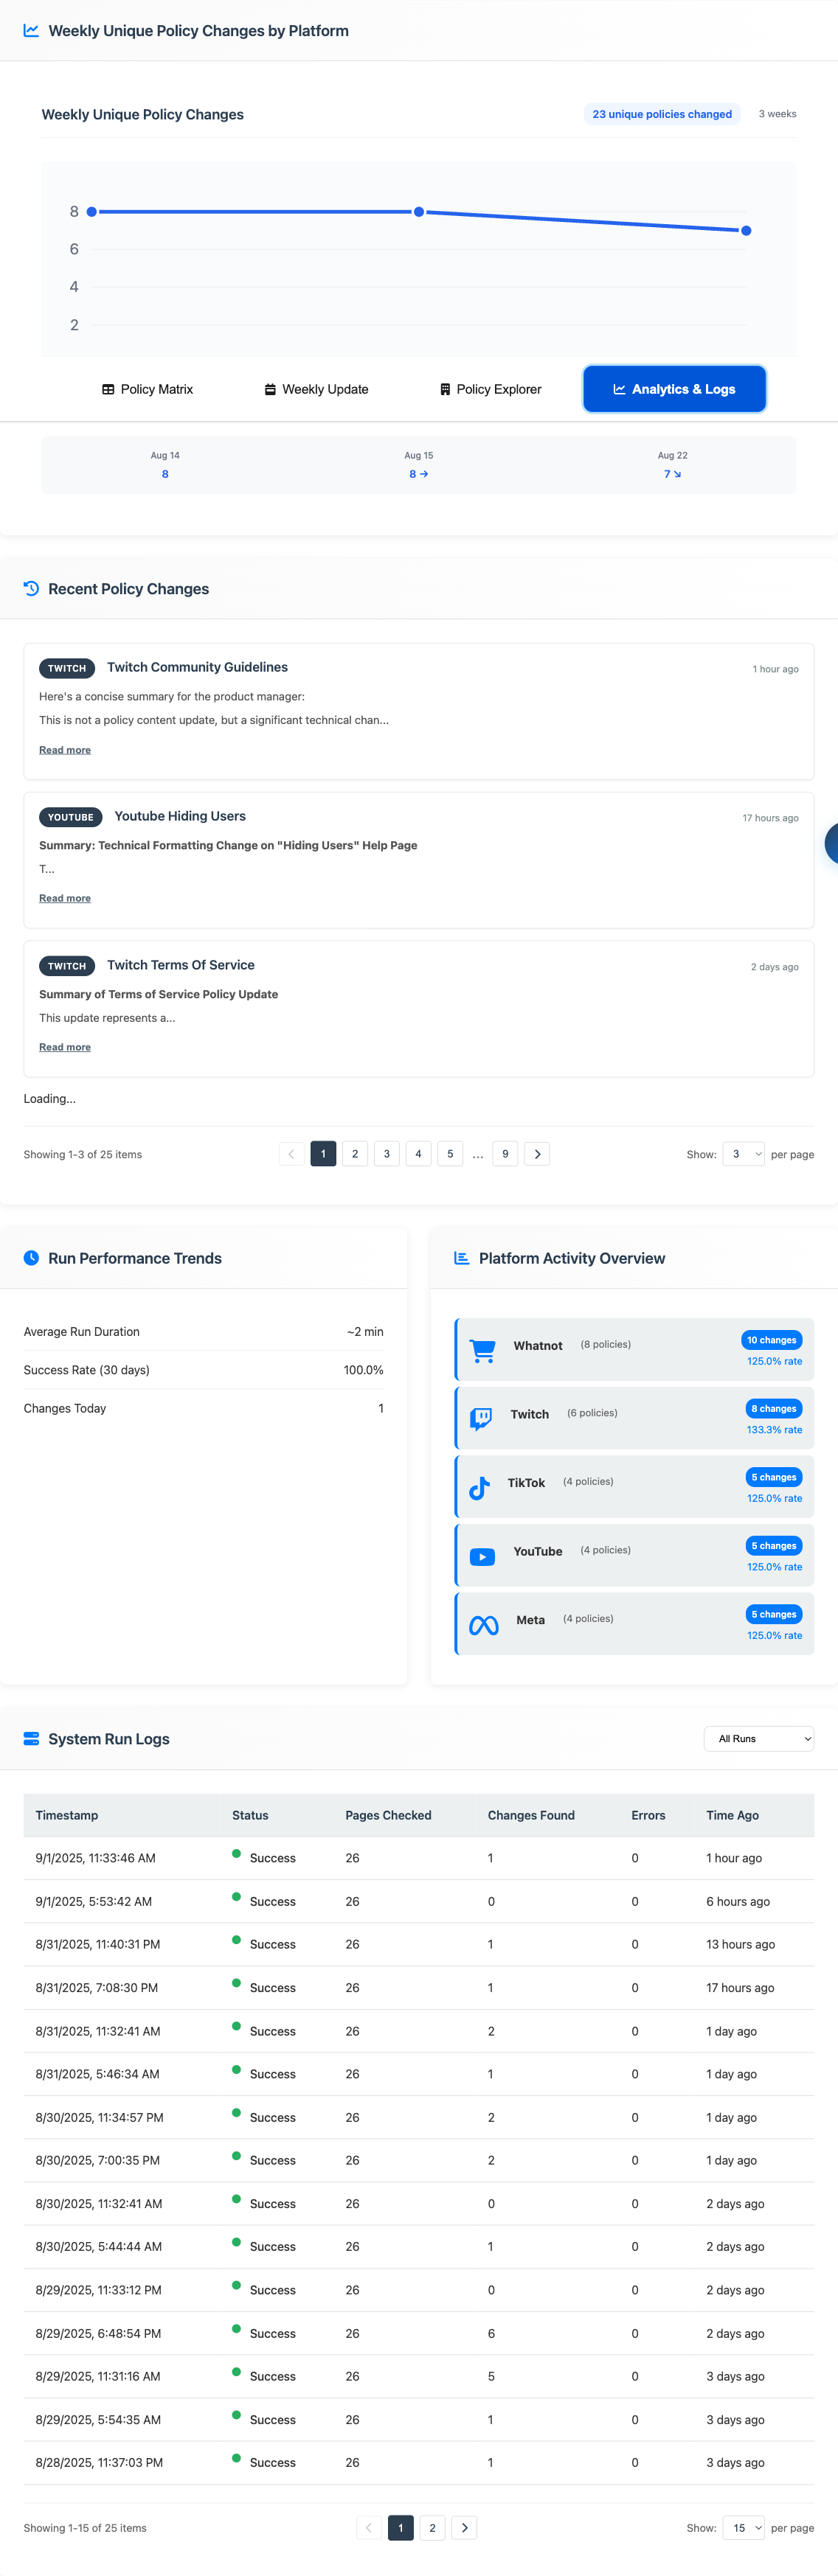 Weekly Unique Policy Changes by Platform
Weekly Unique Policy Changes
23 unique policies changed
3 weeks
8
6
4
2
Policy Matrix
Weekly Update
Policy Explorer
Analytics & Logs
Aug 14
Aug 15
Aug 22
8
8 →
7 ↘
Recent Policy Changes
TWITCH Twitch Community Guidelines
1 hour ago
Here's a concise summary for the product manager:
This is not a policy content update, but a significant technical chan...
Read more
YOUTUBE Youtube Hiding Users
17 hours ago
Summary: Technical Formatting Change on "Hiding Users" Help Page
T...
Read more
TWITCH Twitch Terms Of Service
2 days ago
Summary of Terms of Service Policy Update
This update represents a...
Read more
Loading...
Showing 1-3 of 25 items
1 2 3 4 5 ... 9
Show: 3 per page
Run Performance Trends
Average Run Duration ~2 min
Success Rate (30 days) 100.0%
Changes Today 1
Platform Activity Overview
Whatnot (8 policies) 10 changes
125.0% rate
Twitch (6 policies) 8 changes
133.3% rate
TikTok (4 policies) 5 changes
125.0% rate
YouTube (4 policies) 5 changes
125.0% rate
Meta (4 policies) 5 changes
125.0% rate
System Run Logs
All Runs
Timestamp Status Pages Checked Changes Found Errors Time Ago
9/1/2025, 11:33:46 AM Success 26 1 0 1 hour ago
9/1/2025, 5:53:42 AM Success 26 0 0 6 hours ago
8/31/2025, 11:40:31 PM Success 26 1 0 13 hours ago
8/31/2025, 7:08:30 PM Success 26 1 0 17 hours ago
8/31/2025, 11:32:41 AM Success 26 2 0 1 day ago
8/31/2025, 5:46:34 AM Success 26 1 0 1 day ago
8/30/2025, 11:34:57 PM Success 26 2 0 1 day ago
8/30/2025, 7:00:35 PM Success 26 2 0 1 day ago
8/30/2025, 11:32:41 AM Success 26 0 0 2 days ago
8/30/2025, 5:44:44 AM Success 26 1 0 2 days ago
8/29/2025, 11:33:12 PM Success 26 0 0 2 days ago
8/29/2025, 6:48:54 PM Success 26 6 0 2 days ago
8/29/2025, 11:31:16 AM Success 26 5 0 3 days ago
8/29/2025, 5:54:35 AM Success 26 1 0 3 days ago
8/28/2025, 11:37:03 PM Success 26 1 0 3 days ago
Showing 1-15 of 25 items
1 2
Show: 15 per page